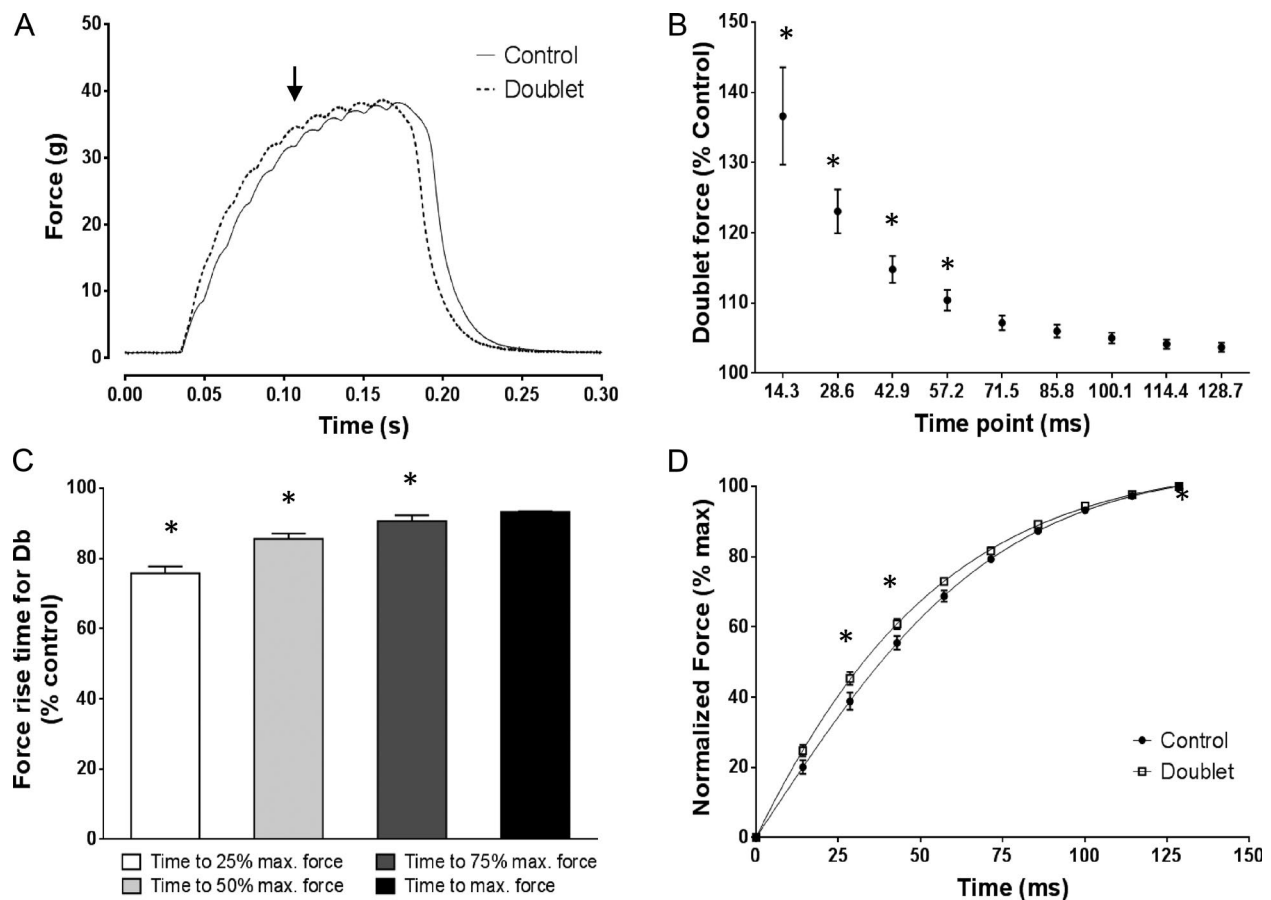 A
Force (g)
50
40
30
20
10
0
Control
Doublet
0.00 0.05 0.10 0.15 0.20 0.25 0.30
Time (s)
B
Doublet force (% Control)
150
140
130
120
110
100
*
*
*
*
14.3 28.6 42.9 57.2 71.5 85.8 100.1 114.4 128.7
Time point (ms)
C
Force rise time for Db
(% control)
100
80
60
40
20
0
*
*
*
Time to 25% max. force
Time to 75% max. force
Time to 50% max. force
Time to max. force
D
Normalized Force (% max)
100
80
60
40
20
0
*
*
*
Control
Doublet
0 25 50 75 100 125 150
Time (ms)